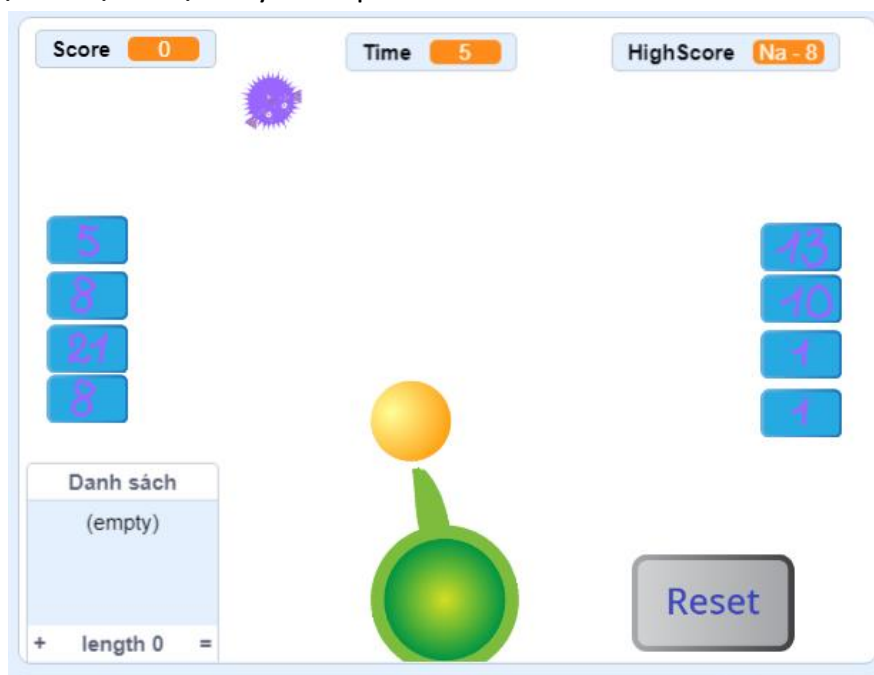 Score 0
Time 5
HighScore Na - 8
5
8
21
8
13
10
1
1
Danh sách
(empty)
+ length 0 =
Reset